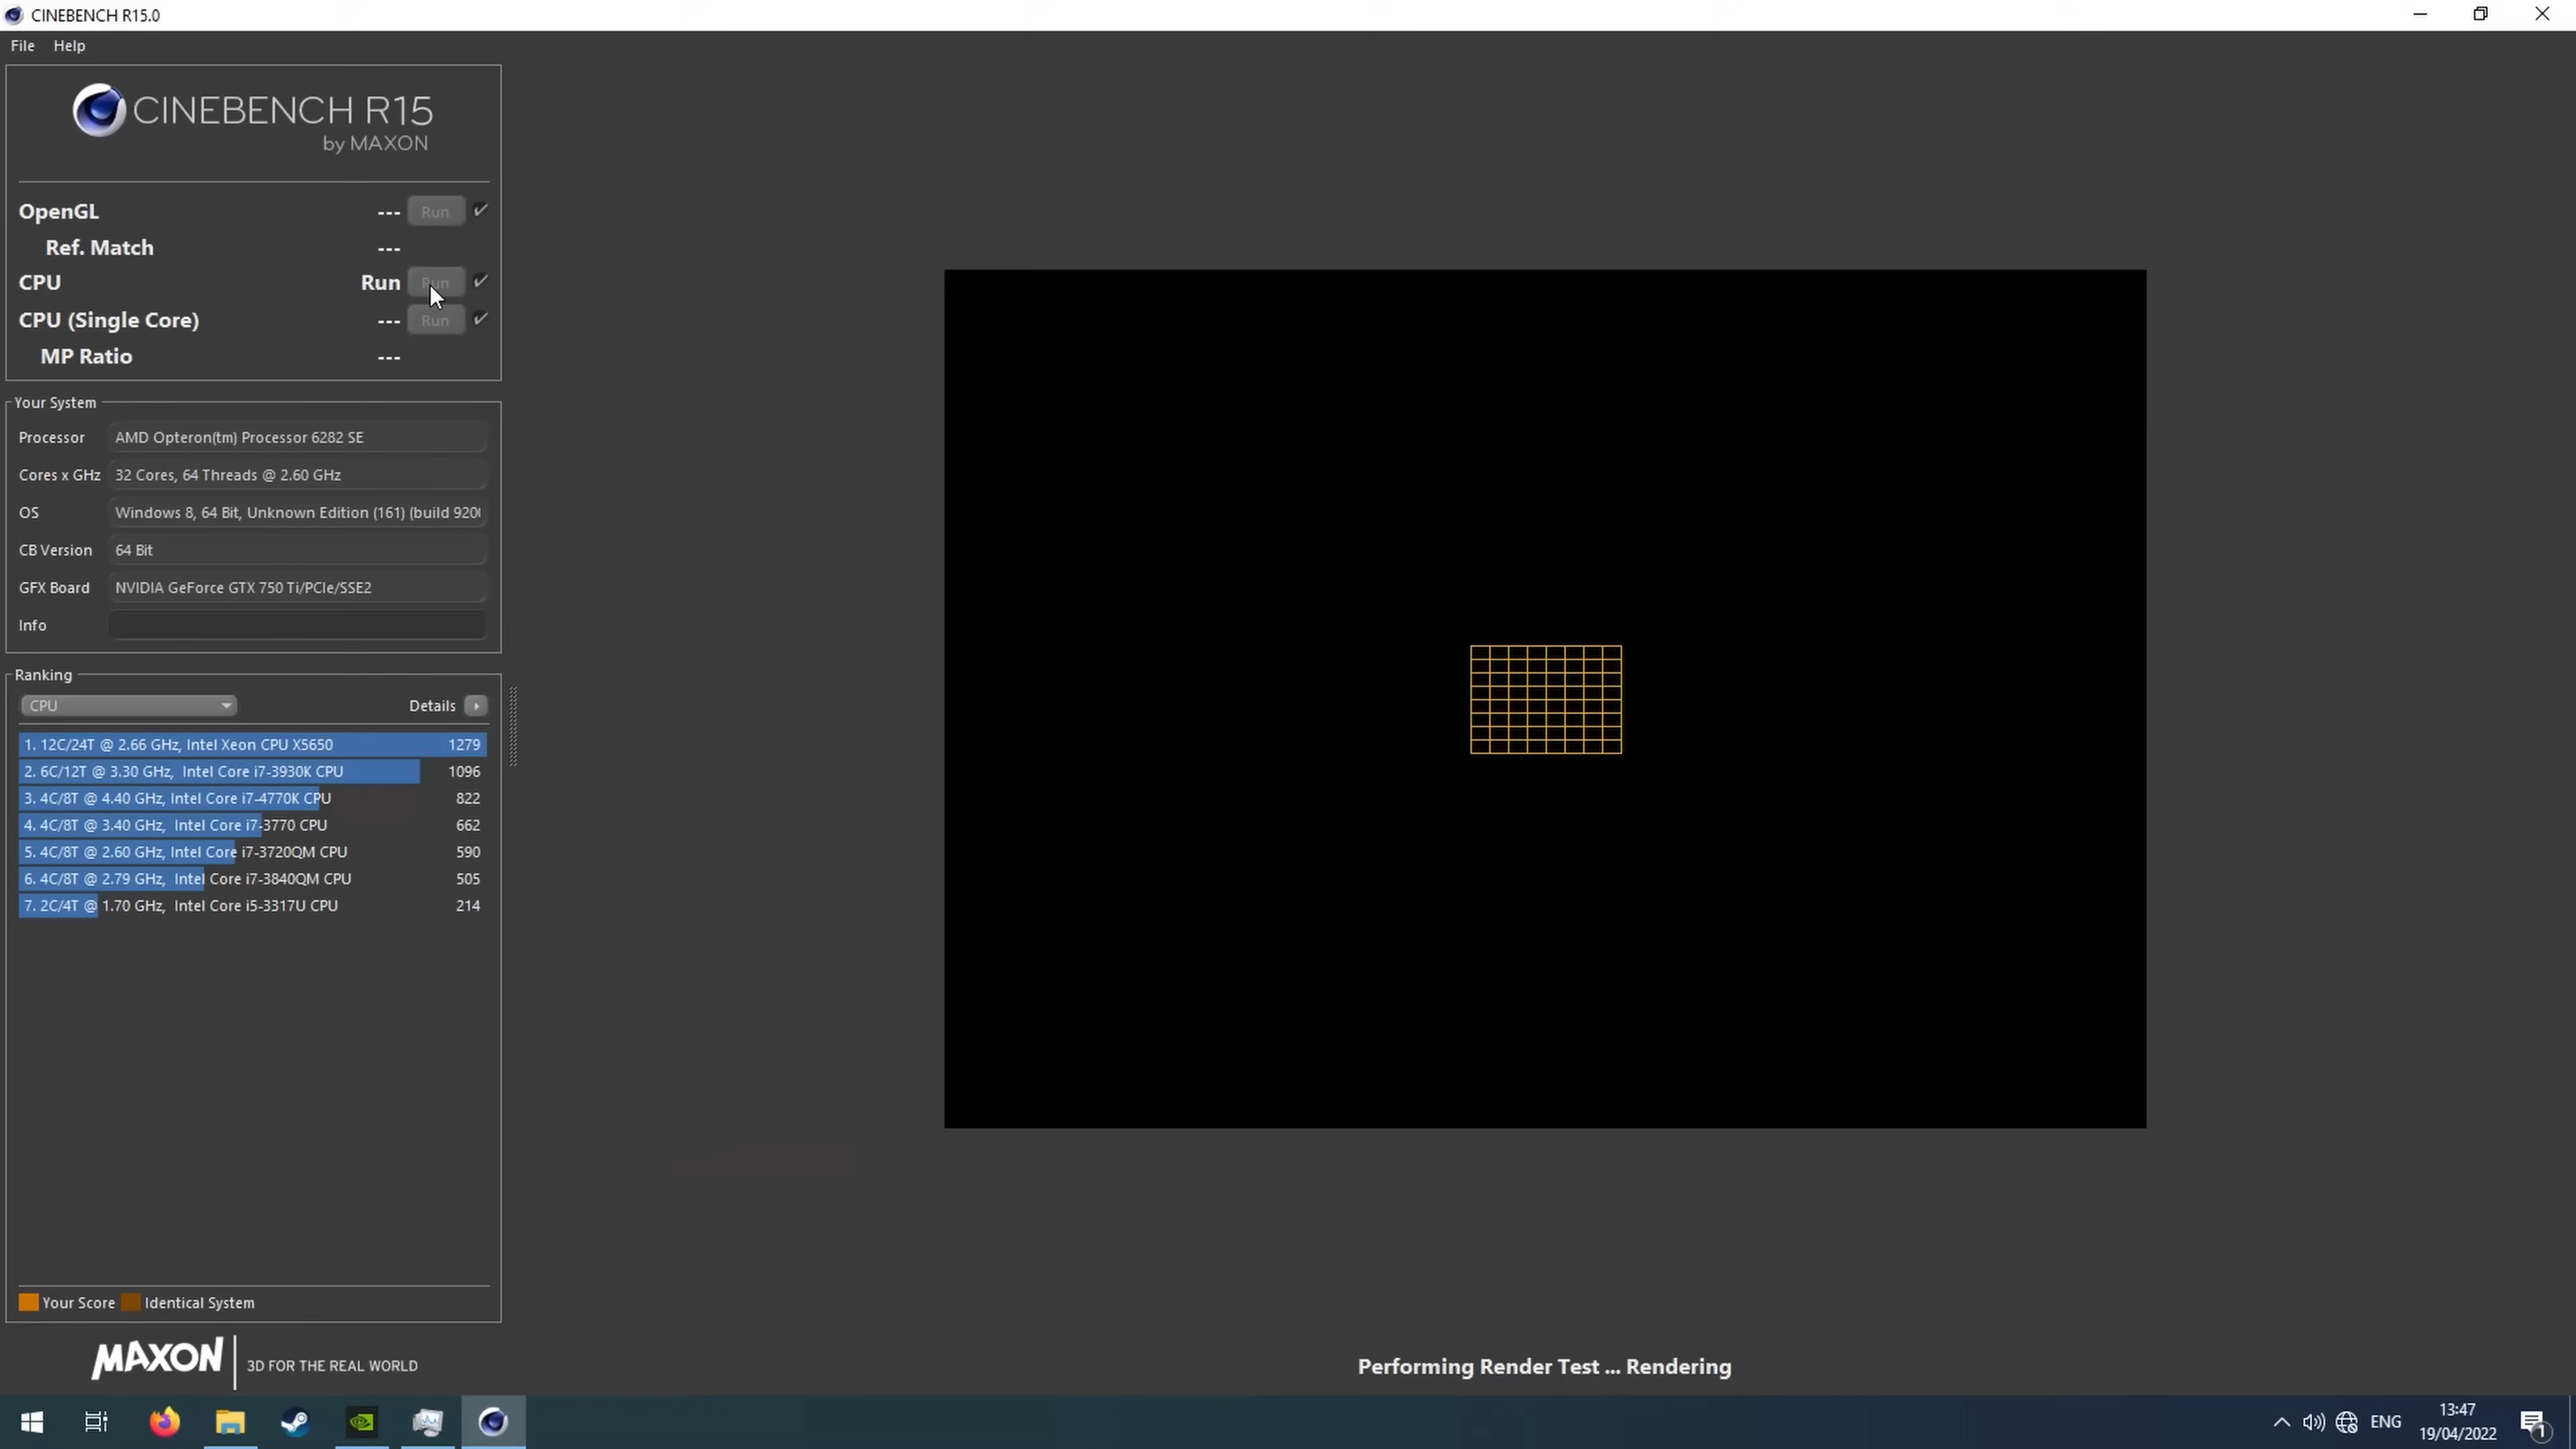 CINEBENCH R15.0
File Help
CINEBENCH R15
by MAXON
OpenGL --- Run
Ref. Match ---
CPU Run Run
CPU (Single Core) --- Run
MP Ratio ---
Your System
Processor AMD Opteron(tm) Processor 6282 SE
Cores x GHz 32 Cores, 64 Threads @ 2.60 GHz
OS Windows 8, 64 Bit, Unknown Edition (161) (build 920
CB Version 64 Bit
GFX Board NVIDIA GeForce GTX 750 Ti/PCIe/SSE2
Info
Ranking
CPU Details
1. 12C/24T @ 2.66 GHz, Intel Xeon CPU X5650 1279
2. 6C/12T @ 3.30 GHz, Intel Core i7-3930K CPU 1096
3. 4C/8T @ 4.40 GHz, Intel Core i7-4770K CPU 822
4. 4C/8T @ 3.40 GHz, Intel Core i7-3770 CPU 662
5. 4C/8T @ 2.60 GHz, Intel Core i7-3720QM CPU 590
6. 4C/8T @ 2.79 GHz, Intel Core i7-3840QM CPU 505
7. 2C/4T @ 1.70 GHz, Intel Core i5-3317U CPU 214
Your Score Identical System
MAXON 3D FOR THE REAL WORLD
Performing Render Test ... Rendering
ENG
13:47
19/04/2022
1